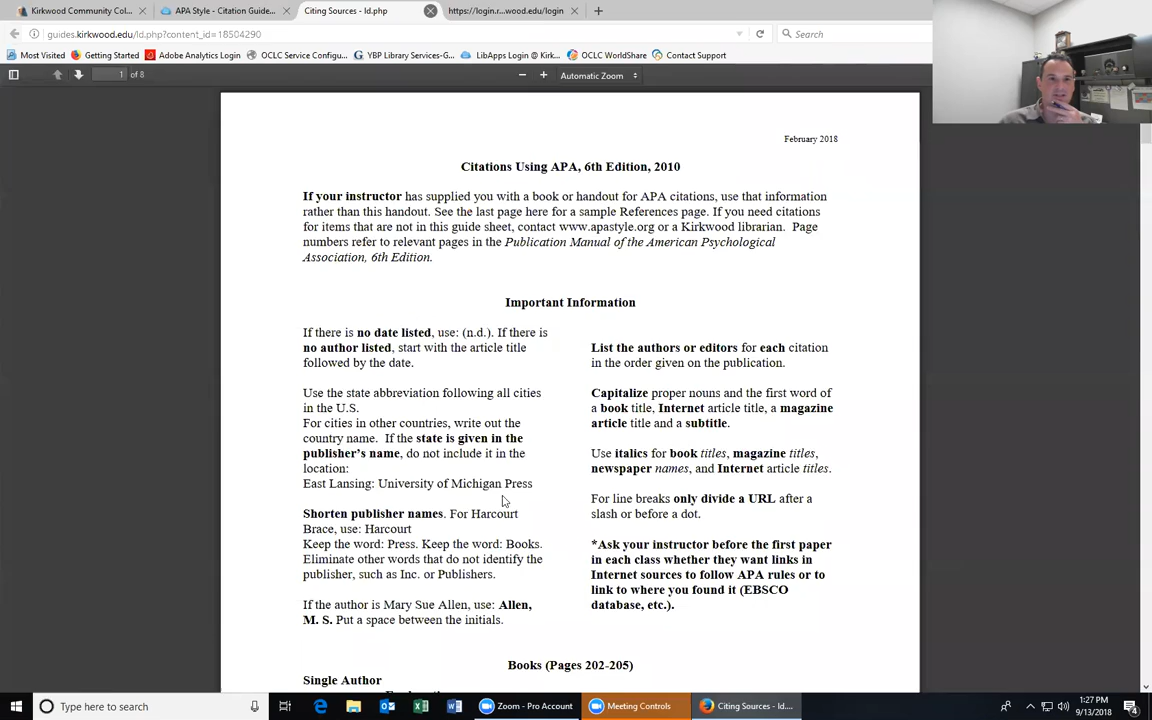 Kirkwood Community Col...
APA Style - Citation Guide...
Citing Sources - ld.php
https://login.r...wood.edu/login
guides.kirkwood.edu/ld.php?content_id=18504290
Search
Most Visited
Getting Started
Adobe Analytics Login
OCLC Service Configu...
YBP Library Services-G...
LibApps Login @ Kirk...
OCLC WorldShare
Contact Support
1 of 8
Automatic Zoom
February 2018
Citations Using APA, 6th Edition, 2010
If your instructor has supplied you with a book or handout for APA citations, use that information
rather than this handout. See the last page here for a sample References page. If you need citations
for items that are not in this guide sheet, contact www.apastyle.org or a Kirkwood librarian. Page
numbers refer to relevant pages in the Publication Manual of the American Psychological
Association, 6th Edition.
Important Information
If there is no date listed, use: (n.d.). If there is
no author listed, start with the article title
followed by the date.
Use the state abbreviation following all cities
in the U.S.
For cities in other countries, write out the
country name. If the state is given in the
publisher's name, do not include it in the
location:
East Lansing: University of Michigan Press
Shorten publisher names. For Harcourt
Brace, use: Harcourt
Keep the word: Press. Keep the word: Books.
Eliminate other words that do not identify the
publisher, such as Inc. or Publishers.
If the author is Mary Sue Allen, use: Allen,
M. S. Put a space between the initials.
List the authors or editors for each citation
in the order given on the publication.
Capitalize proper nouns and the first word of
a book title, Internet article title, a magazine
article title and a subtitle.
Use italics for book titles, magazine titles,
newspaper names, and Internet article titles.
For line breaks only divide a URL after a
slash or before a dot.
*Ask your instructor before the first paper
in each class whether they want links in
Internet sources to follow APA rules or to
link to where you found it (EBSCO
database, etc.).
Books (Pages 202-205)
Single Author
Type here to search
Zoom - Pro Account
Meeting Controls
Citing Sources - ld....
1:27 PM
9/13/2018
4